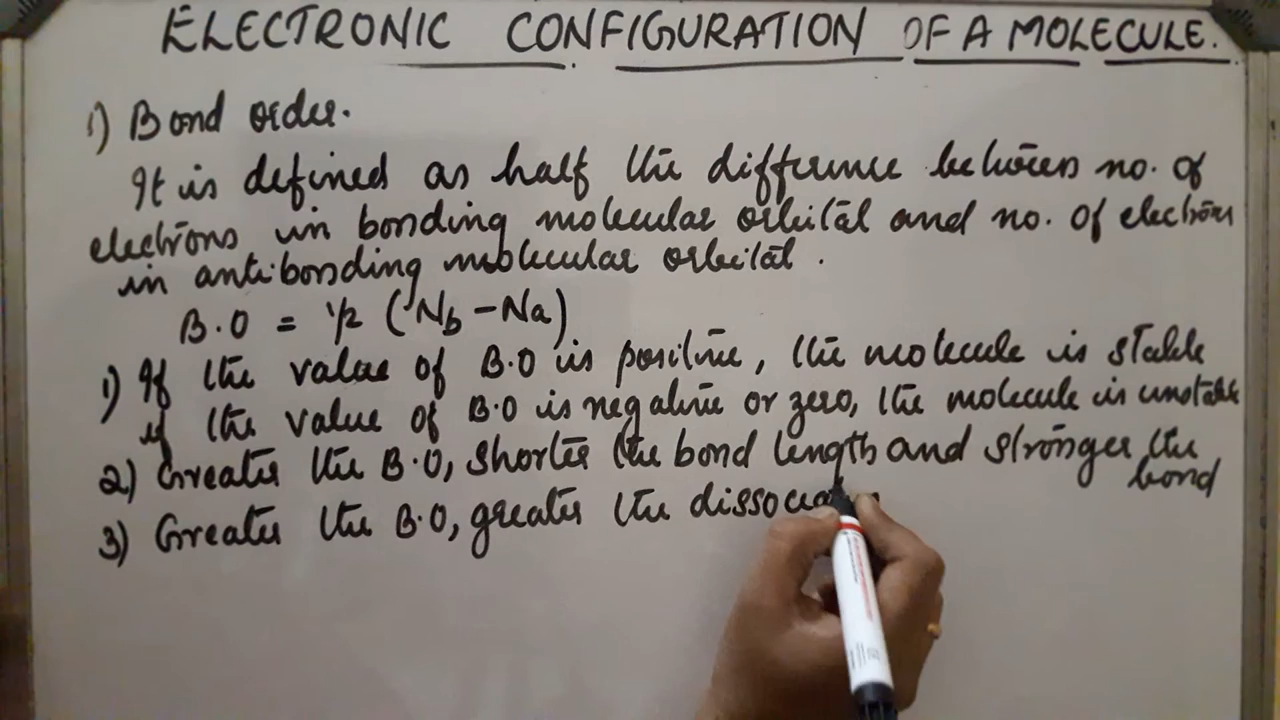 ELECTRONIC CONFIGURATION OF A MOLECULE.
1) Bond order.
It is defined as half the difference between no. of
electrons in bonding molecular orbital and no. of electrons
in antibonding molecular orbital.
B.O = 1/2 (Nb - Na)
1) If the value of B.O is positive, the molecule is stable
if the value of B.O is negative or zero, the molecule is unstable
2) Greater the B.O, shorter the bond length and stronger the
bond
3) Greater the B.O, greater the dissocia